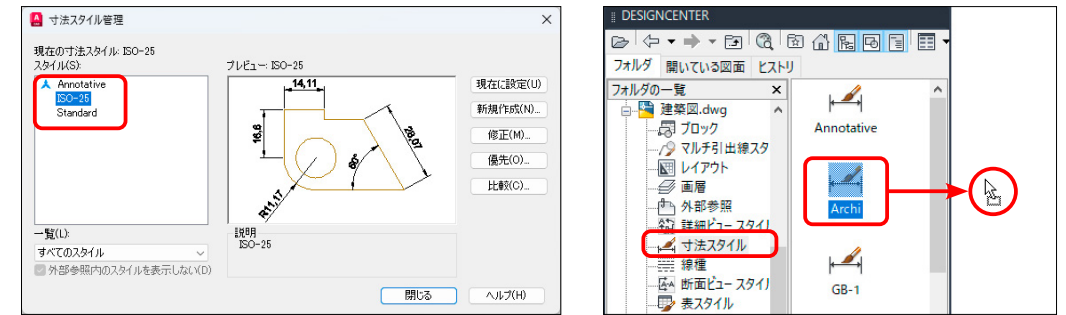 寸法スタイル管理
現在の寸法スタイル: ISO-25
スタイル(S):
Annotative
ISO-25
Standard
一覧(L):
すべてのスタイル
外部参照内のスタイルを表示しない(D)
プレビュー: ISO-25
14,11
16,6
28,07
60°
R11,17
説明
ISO-25
現在に設定(U)
新規作成(N)...
修正(M)...
優先(O)...
比較(C)...
閉じる
ヘルプ(H)
DESIGNCENTER
フォルダ 開いている図面 ヒストリ
フォルダの一覧
建築図.dwg
ブロック
マルチ引出線スタ
レイアウト
画層
外部参照
詳細ビュー スタイル
寸法スタイル
線種
断面ビュー スタイル
表スタイル
Annotative
Archi
GB-1